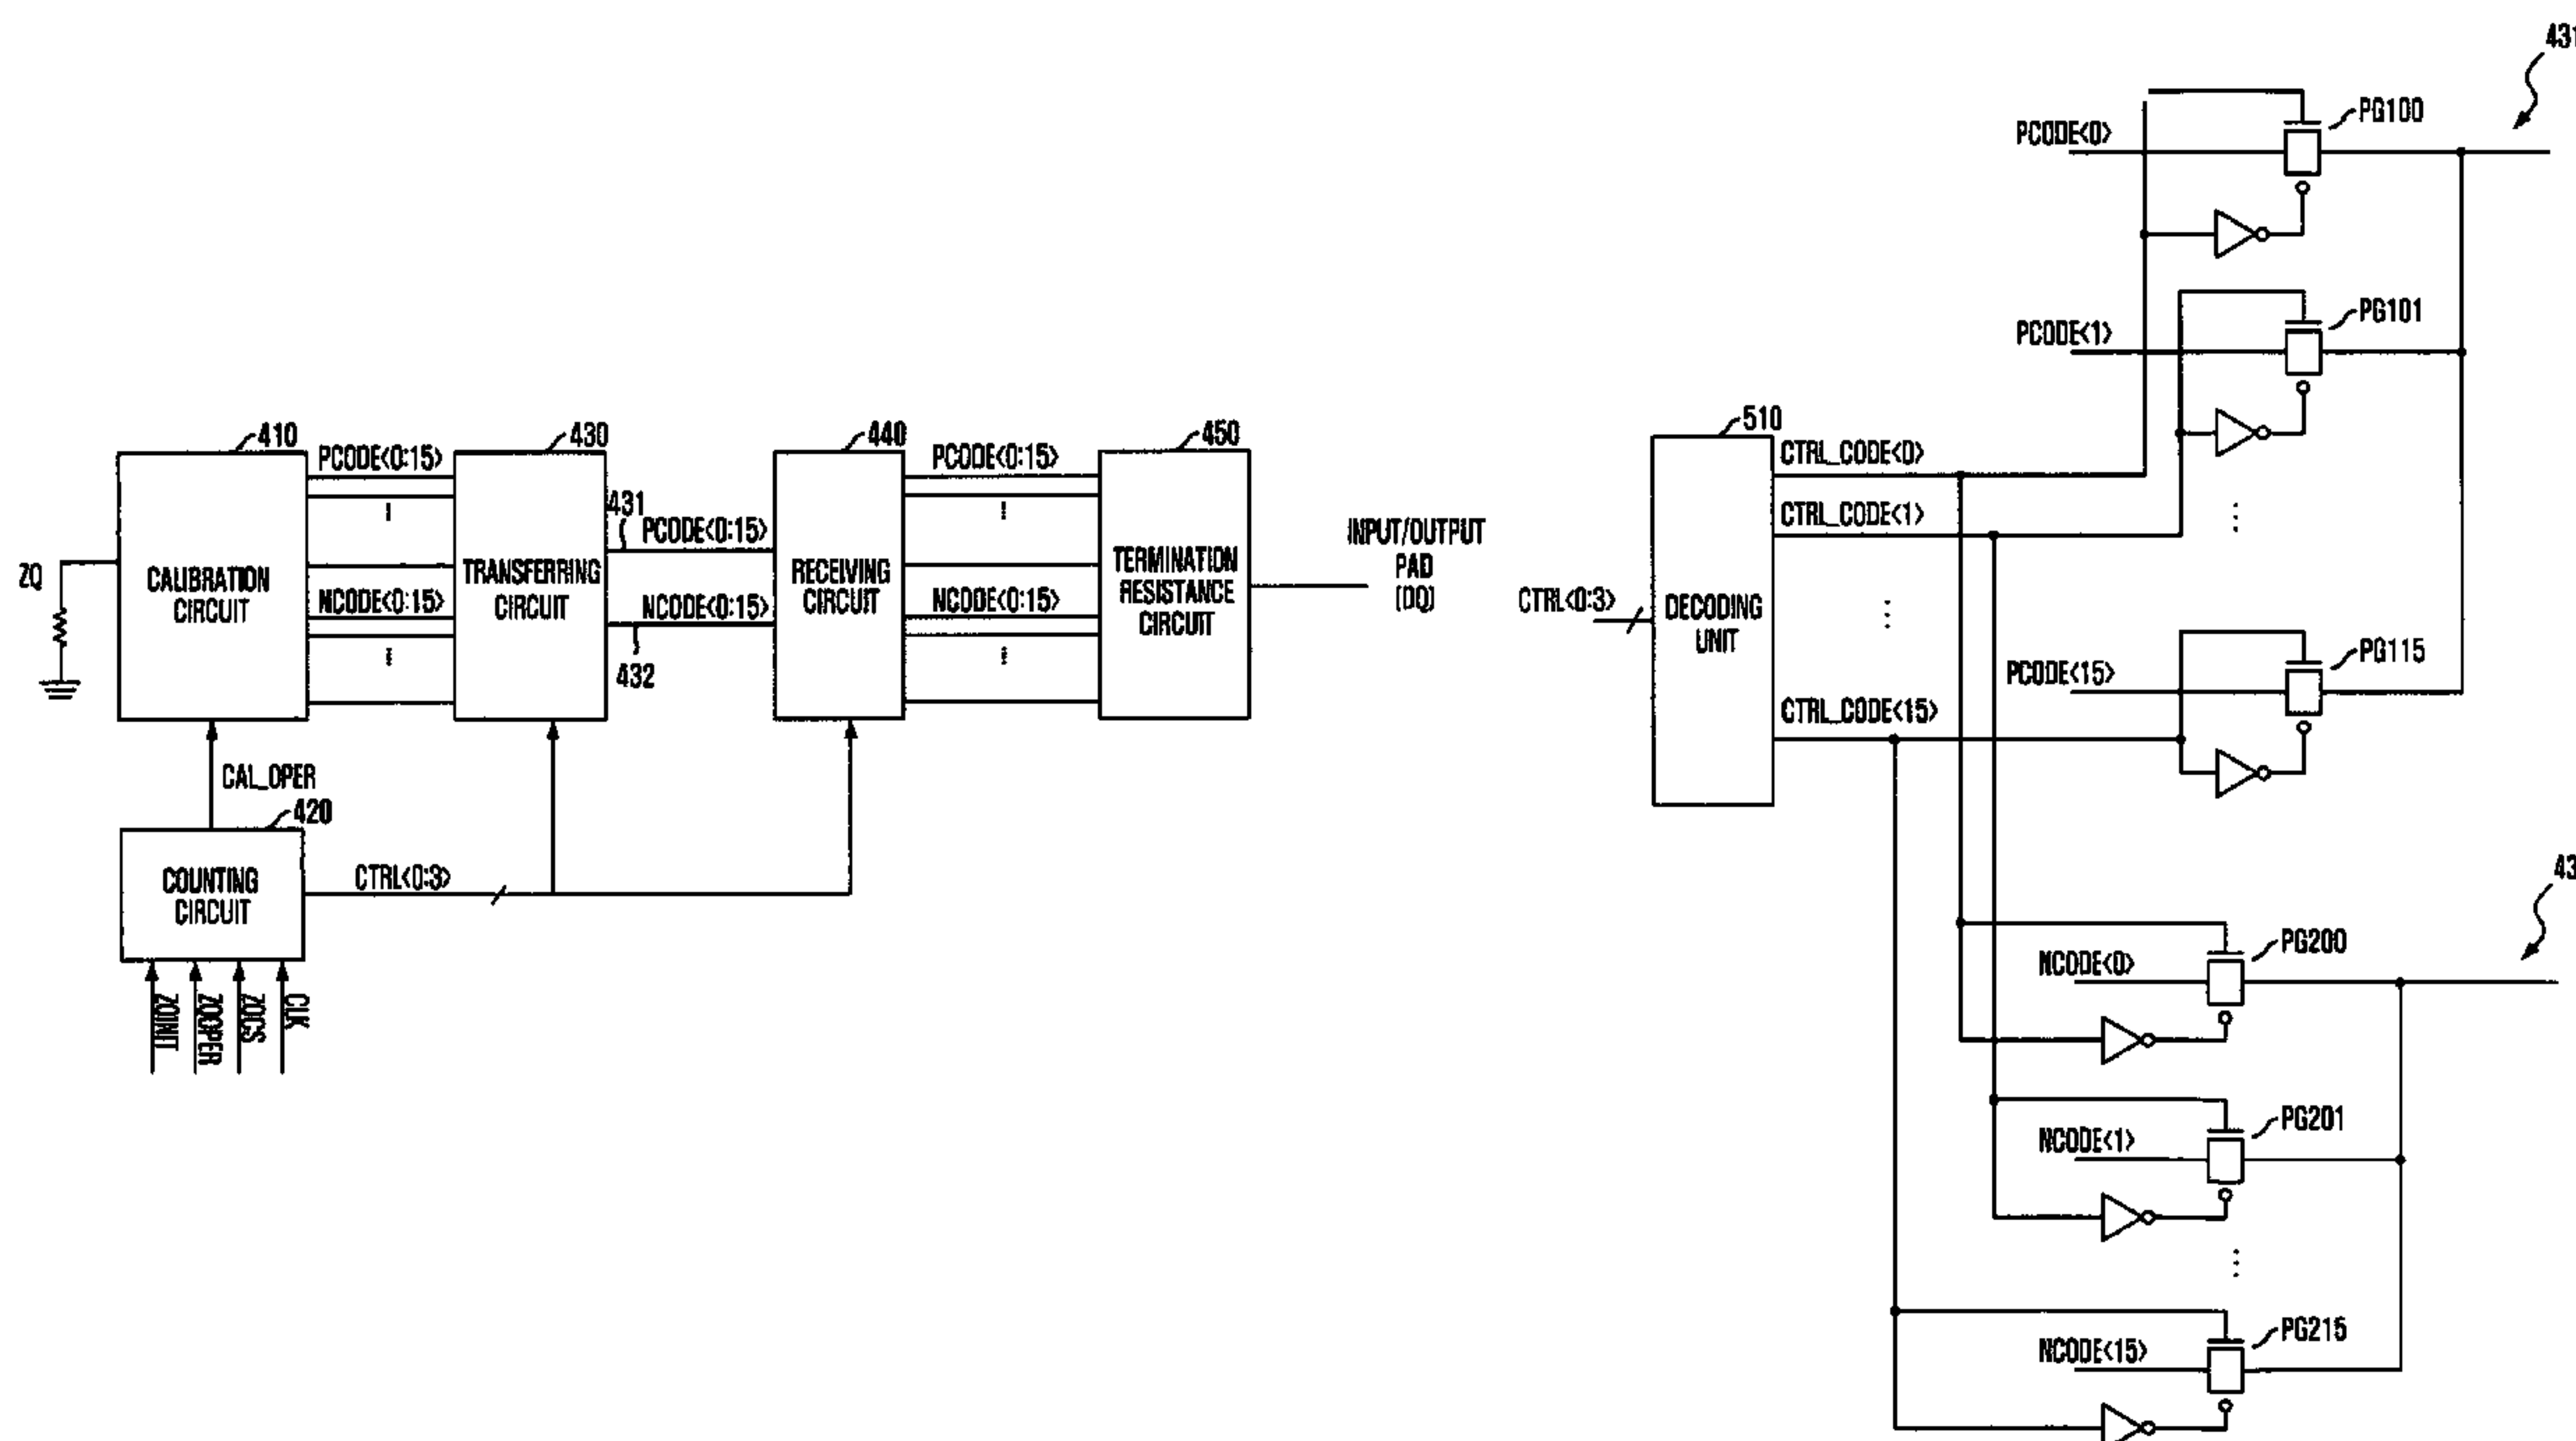 410
PCODE<0:15>
430
440
PCODE<0:15>
450
ZQ
CALIBRATION
CIRCUIT
NCODE<0:15>
TRANSFERRING
CIRCUIT
431
PCODE<0:15>
NCODE<0:15>
432
RECEIVING
CIRCUIT
NCODE<0:15>
TERMINATION
RESISTANCE
CIRCUIT
INPUT/OUTPUT
PAD
(DQ)
CAL_OPER
420
COUNTING
CIRCUIT
CTRL<0:3>
ZQINIT
ZQOPER
ZQCS
CLK
431
PCODE<0>
PG100
PCODE<1>
PG101
510
CTRL_CODE<0>
CTRL_CODE<1>
CTRL<0:3>
DECODING
UNIT
PCODE<15>
PG115
CTRL_CODE<15>
NCODE<0>
PG200
NCODE<1>
PG201
NCODE<15>
PG215